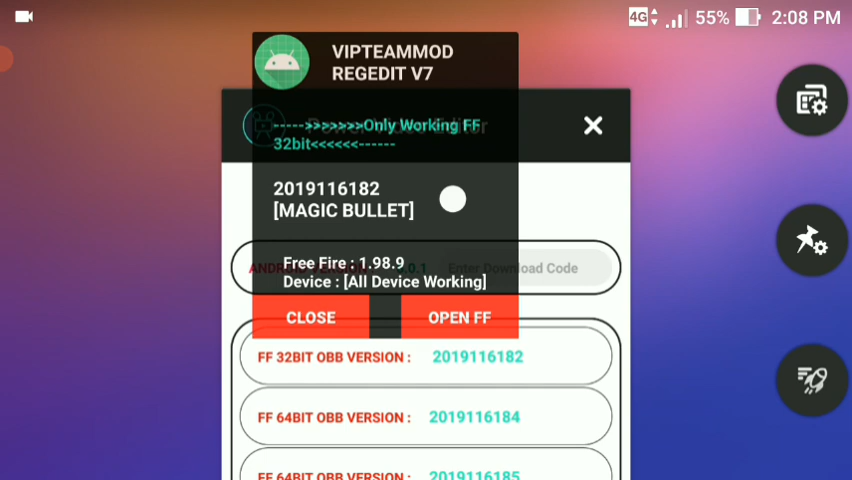 4G
55%
2:08 PM
VIPTEAMMOD
REGEDIT V7
----->>>>>>>Only Working FF
32bit<<<<<<------
2019116182
[MAGIC BULLET]
Free Fire : 1.98.9
Enter Download Code
Device : [All Device Working]
CLOSE
OPEN FF
FF 32BIT OBB VERSION :
2019116182
FF 64BIT OBB VERSION :
2019116184
FF 64BIT OBB VERSION :
2019116185